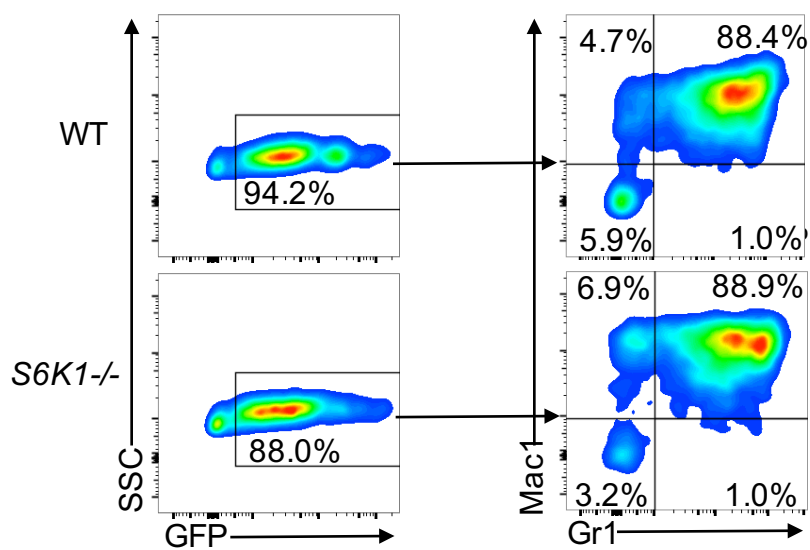 4.7% 88.4%
WT
94.2%
5.9% 1.0%
6.9% 88.9%
S6K1-/-
88.0%
3.2% 1.0%
SSC
Mac1
GFP
Gr1